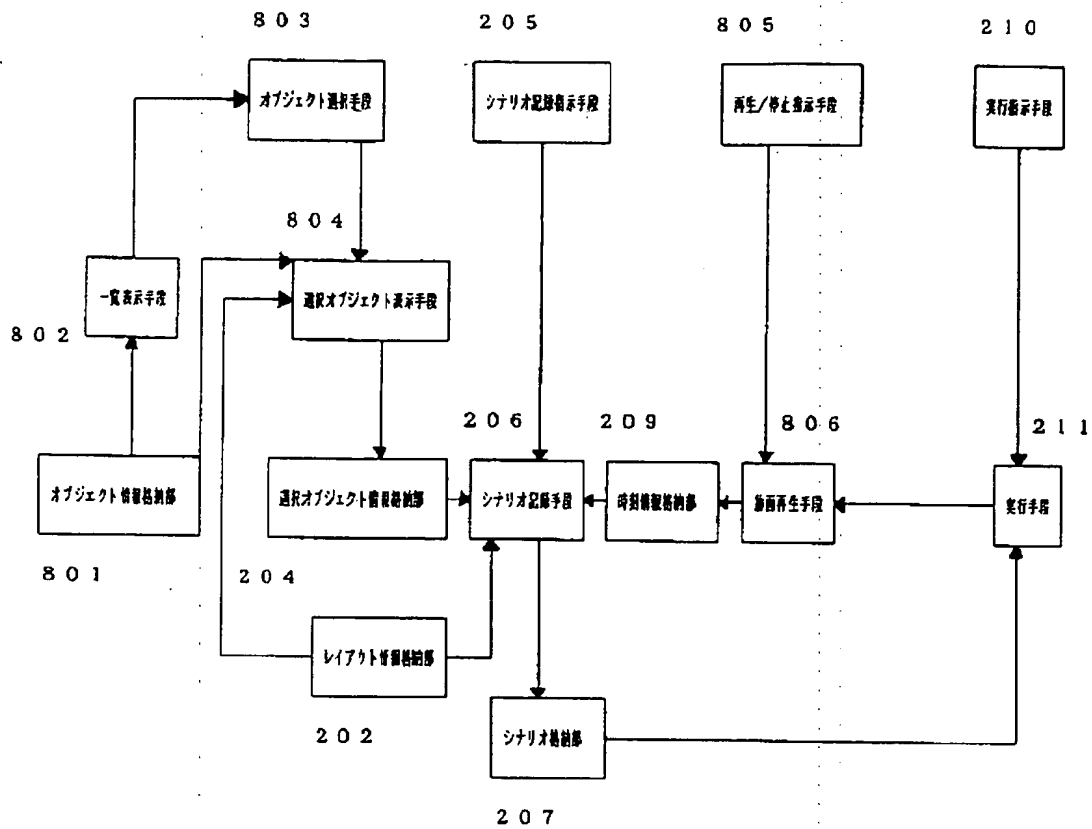 803
205
805
210
オブジェクト選択手段
シナリオ記録指示手段
再生/停止指示手段
実行指示手段
804
一覧表示手段
選択オブジェクト表示手段
802
206
209
806
211
オブジェクト情報格納部
選択オブジェクト情報格納部
シナリオ記録手段
時刻情報格納部
動画再生手段
実行手段
801
204
レイアウト情報格納部
202
シナリオ格納部
207